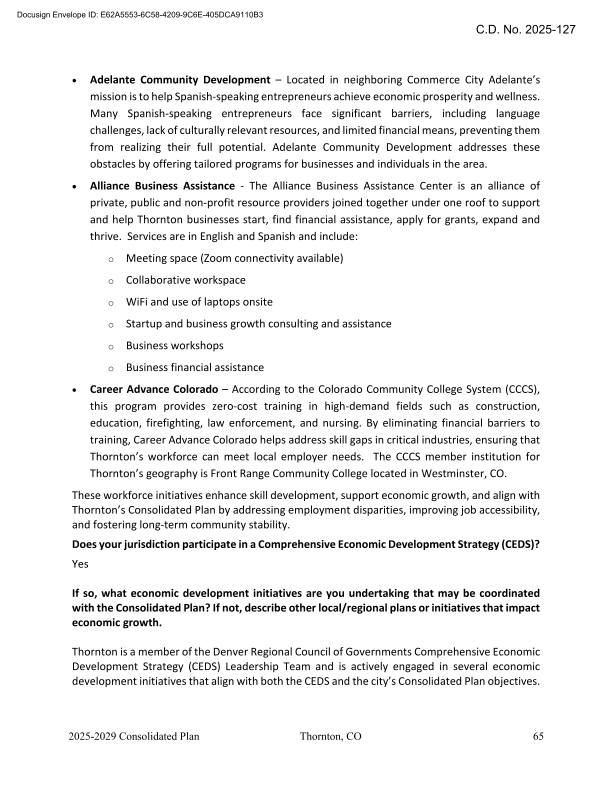 Docusign Envelope ID: E62A5553-6C58-4209-9C6E-405DCA9110B3
C.D. No. 2025-127
• Adelante Community Development – Located in neighboring Commerce City Adelante’s
mission is to help Spanish-speaking entrepreneurs achieve economic prosperity and wellness.
Many Spanish-speaking entrepreneurs face significant barriers, including language
challenges, lack of culturally relevant resources, and limited financial means, preventing them
from realizing their full potential. Adelante Community Development addresses these
obstacles by offering tailored programs for businesses and individuals in the area.
• Alliance Business Assistance - The Alliance Business Assistance Center is an alliance of
private, public and non-profit resource providers joined together under one roof to support
and help Thornton businesses start, find financial assistance, apply for grants, expand and
thrive. Services are in English and Spanish and include:
o Meeting space (Zoom connectivity available)
o Collaborative workspace
o WiFi and use of laptops onsite
o Startup and business growth consulting and assistance
o Business workshops
o Business financial assistance
• Career Advance Colorado – According to the Colorado Community College System (CCCS),
this program provides zero-cost training in high-demand fields such as construction,
education, firefighting, law enforcement, and nursing. By eliminating financial barriers to
training, Career Advance Colorado helps address skill gaps in critical industries, ensuring that
Thornton’s workforce can meet local employer needs. The CCCS member institution for
Thornton’s geography is Front Range Community College located in Westminster, CO.
These workforce initiatives enhance skill development, support economic growth, and align with
Thornton’s Consolidated Plan by addressing employment disparities, improving job accessibility,
and fostering long-term community stability.
Does your jurisdiction participate in a Comprehensive Economic Development Strategy (CEDS)?
Yes
If so, what economic development initiatives are you undertaking that may be coordinated
with the Consolidated Plan? If not, describe other local/regional plans or initiatives that impact
economic growth.
Thornton is a member of the Denver Regional Council of Governments Comprehensive Economic
Development Strategy (CEDS) Leadership Team and is actively engaged in several economic
development initiatives that align with both the CEDS and the city’s Consolidated Plan objectives.
2025-2029 Consolidated Plan Thornton, CO 65